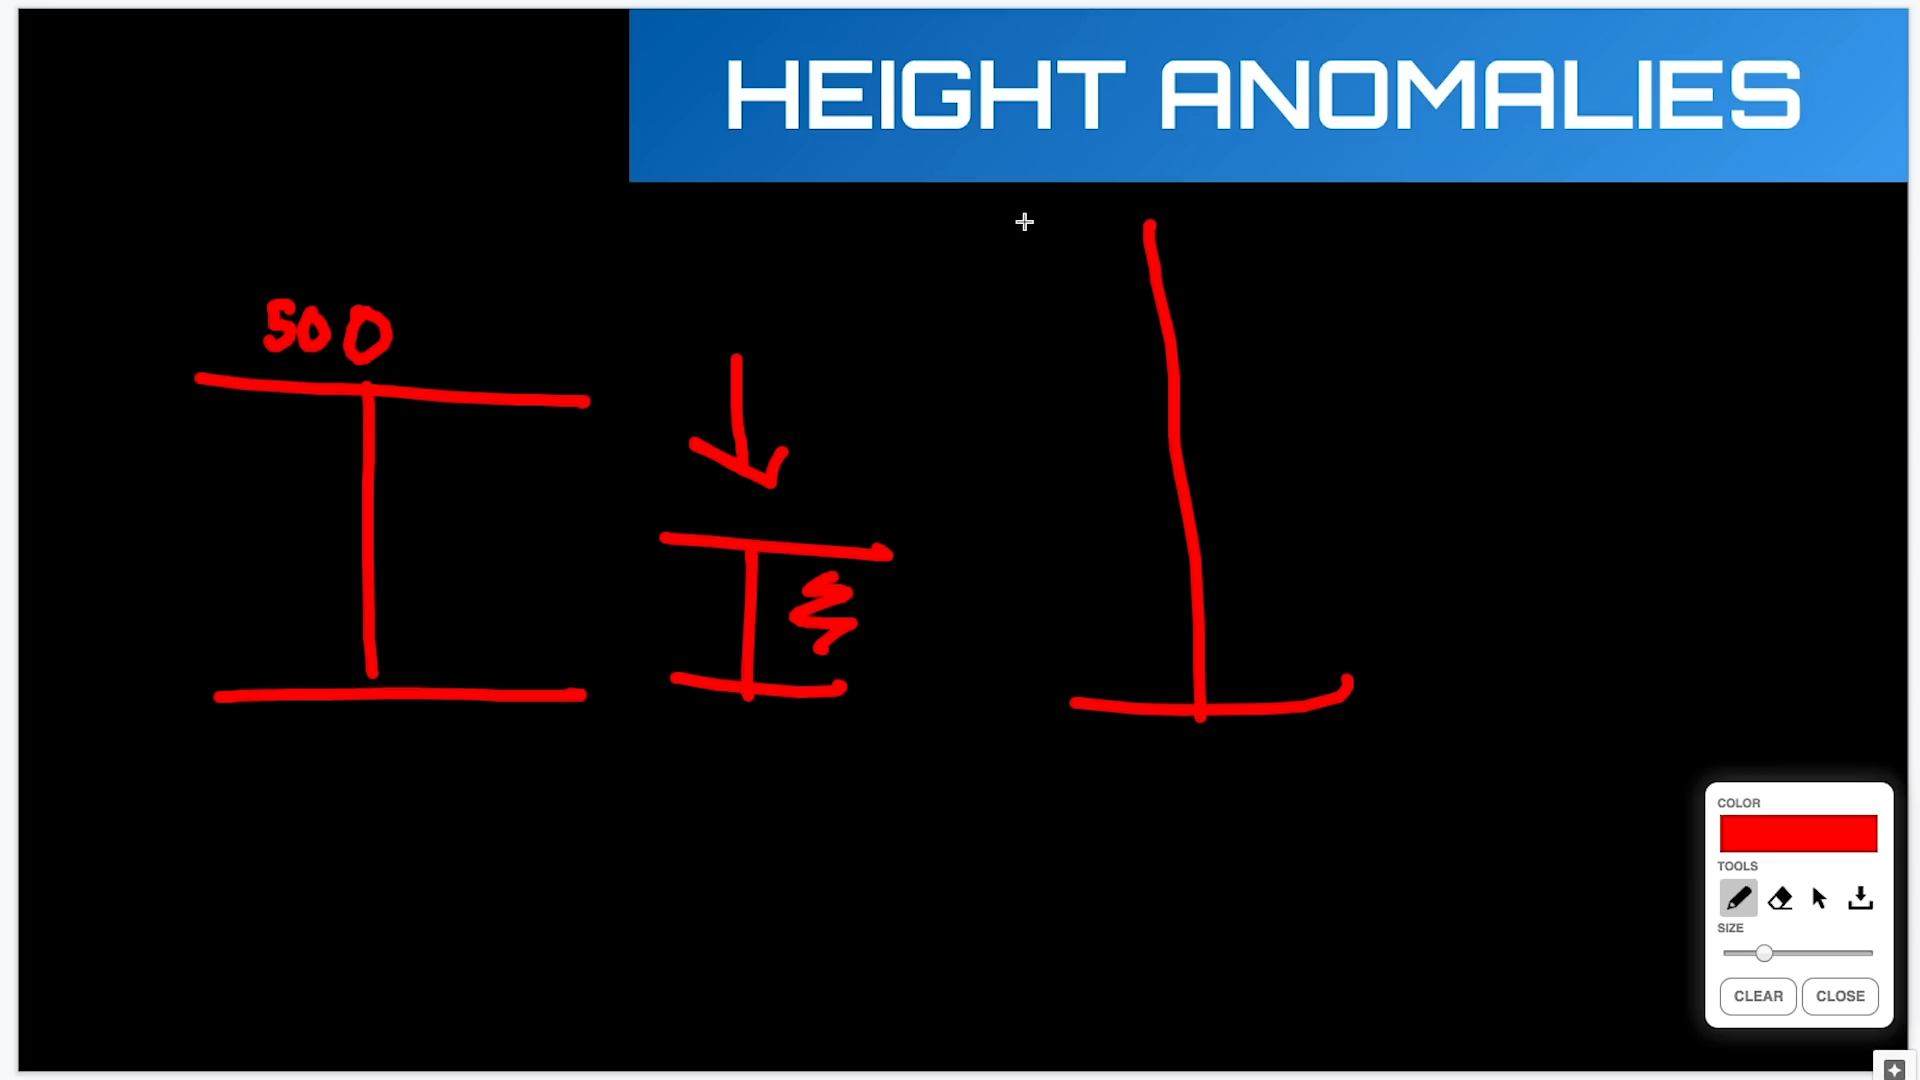 HEIGHT ANOMALIES
500
COLOR
TOOLS
SIZE
CLEAR CLOSE